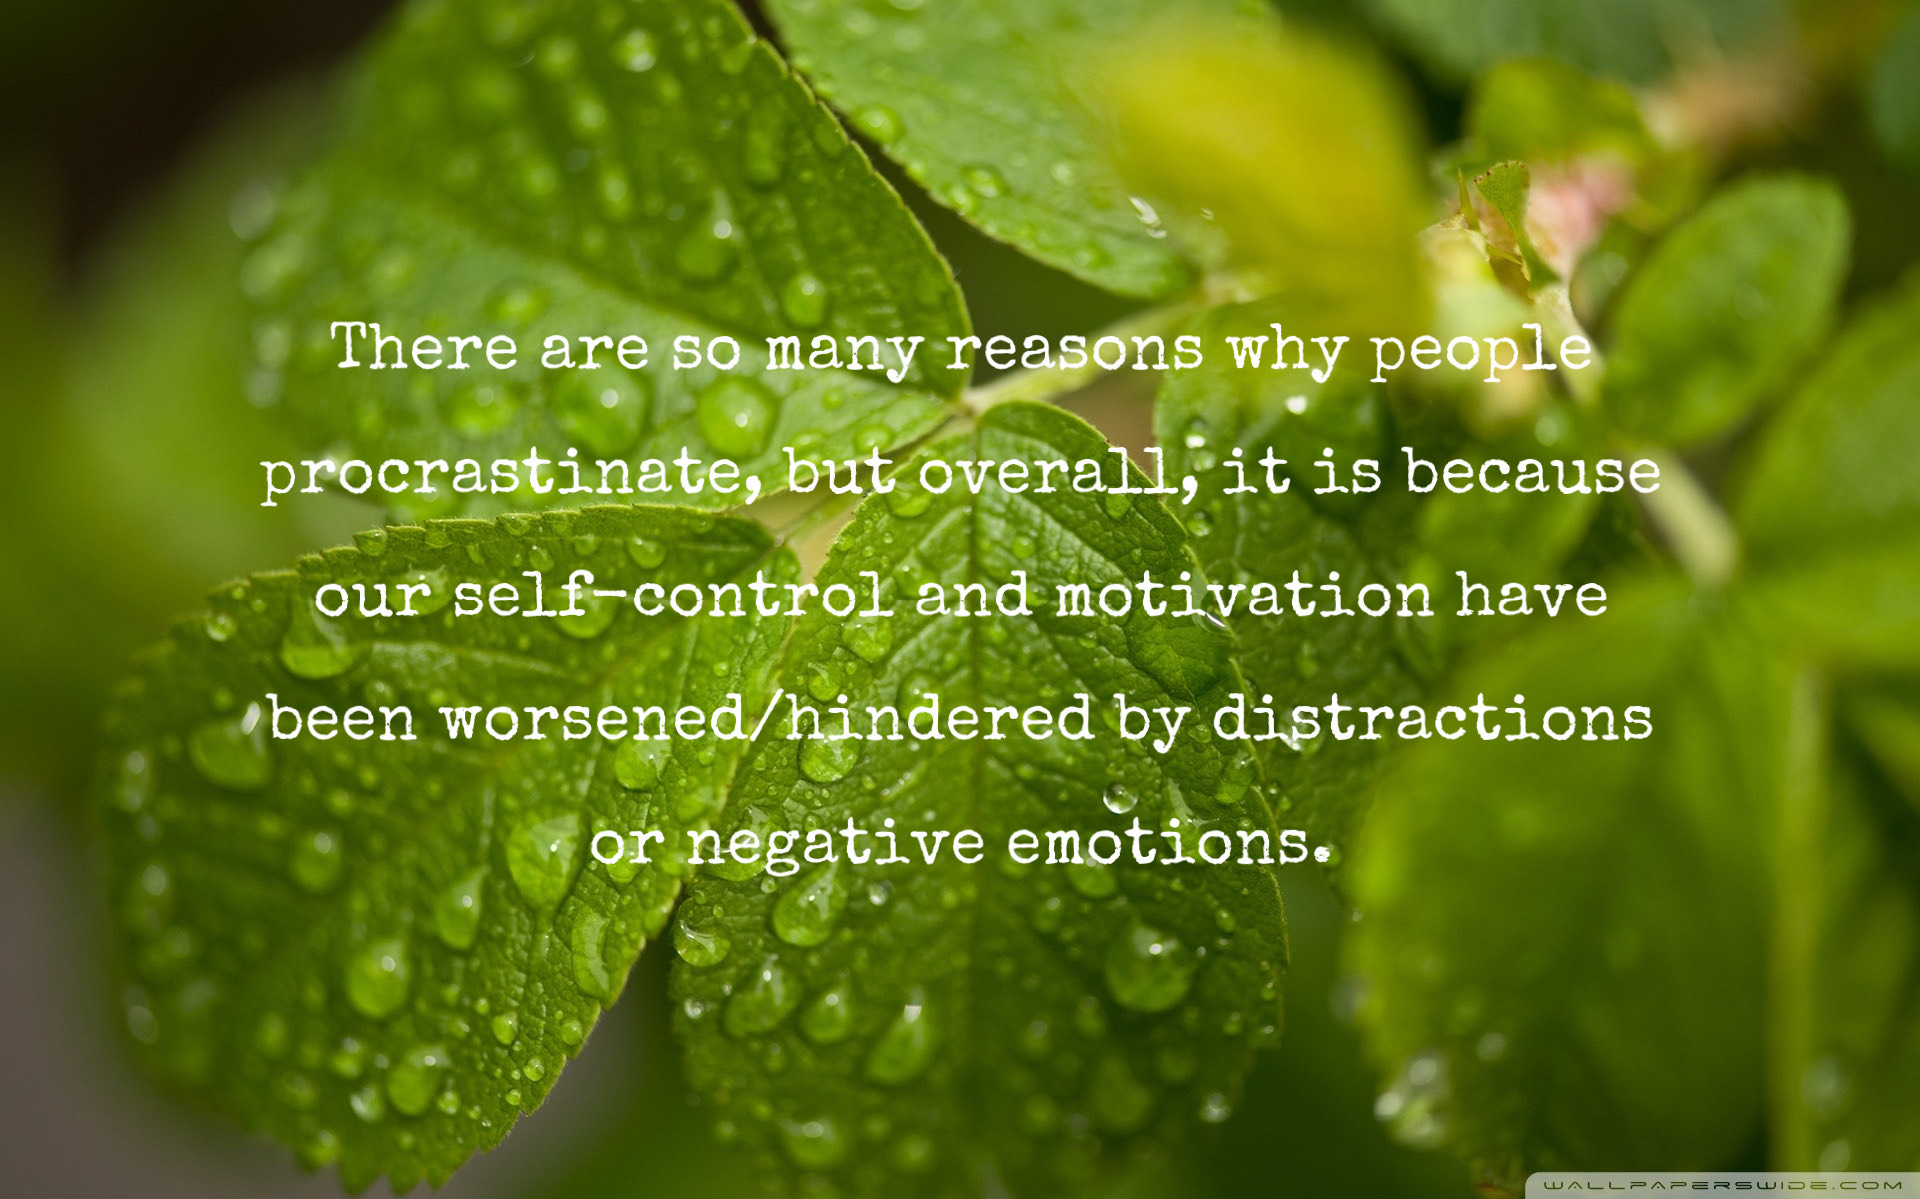 There are so many reasons why people
procrastinate, but overall, it is because
our self-control and motivation have
been worsened/hindered by distractions
or negative emotions.
WALLPAPERSWIDE.COM